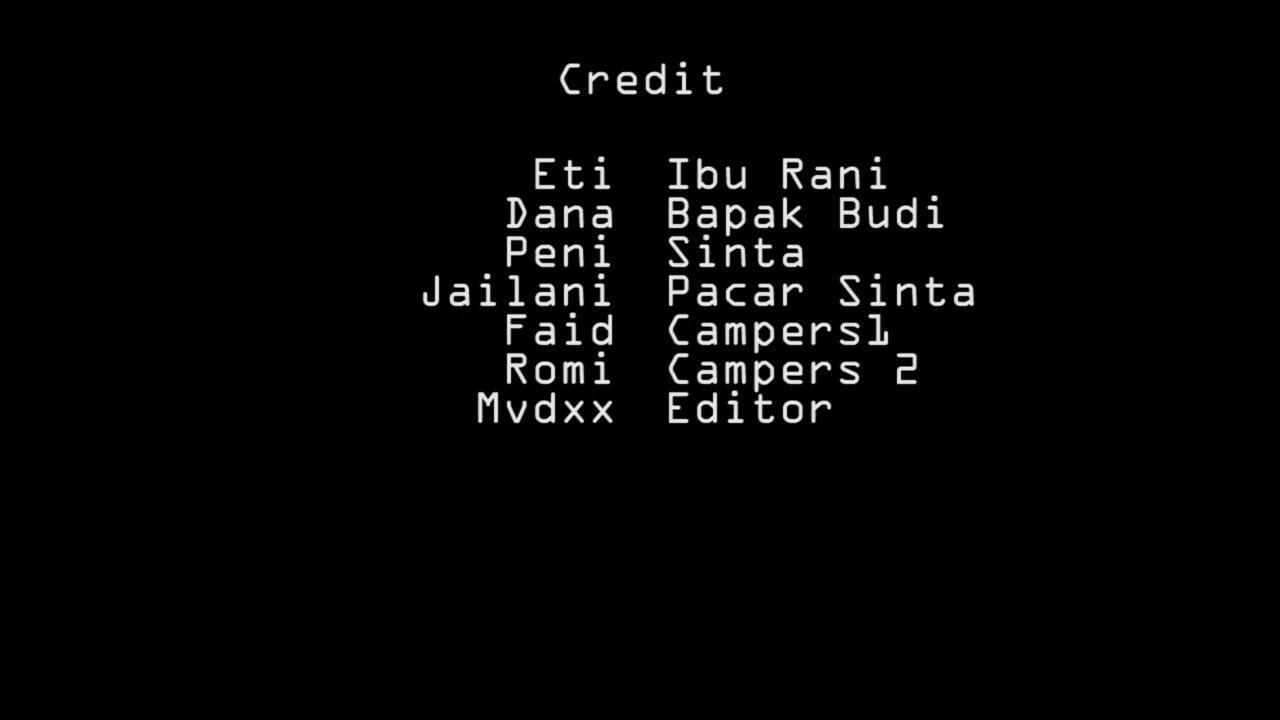 Credit
Eti Ibu Rani
Dana Bapak Budi
Peni Sinta
Jailani Pacar Sinta
Faid Campers1
Romi Campers 2
Mvdxx Editor